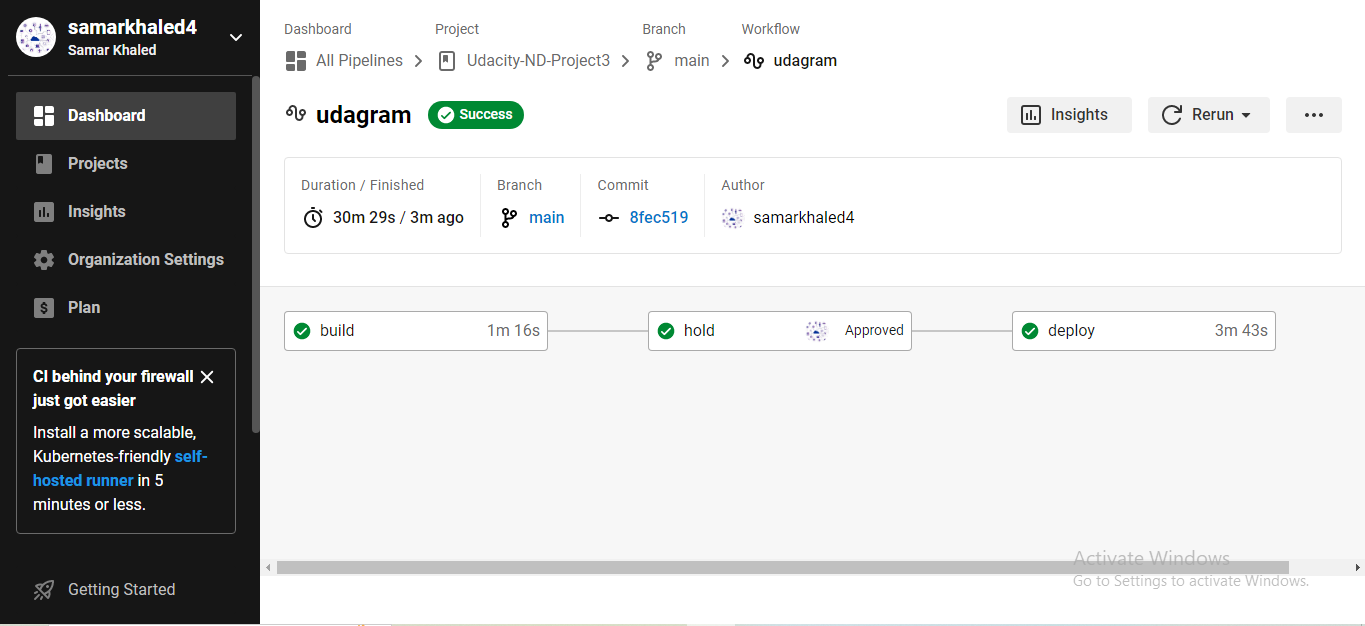 samarkhaled4
Samar Khaled
Dashboard
Projects
Insights
Organization Settings
Plan
CI behind your firewall
just got easier
Install a more scalable,
Kubernetes-friendly self-
hosted runner in 5
minutes or less.
Getting Started
Dashboard Project Branch Workflow
All Pipelines Udacity-ND-Project3 main udagram
udagram Success Insights Rerun
Duration / Finished Branch Commit Author
30m 29s / 3m ago main 8fec519 samarkhaled4
build 1m 16s hold Approved deploy 3m 43s
Activate Windows
Go to Settings to activate Windows.